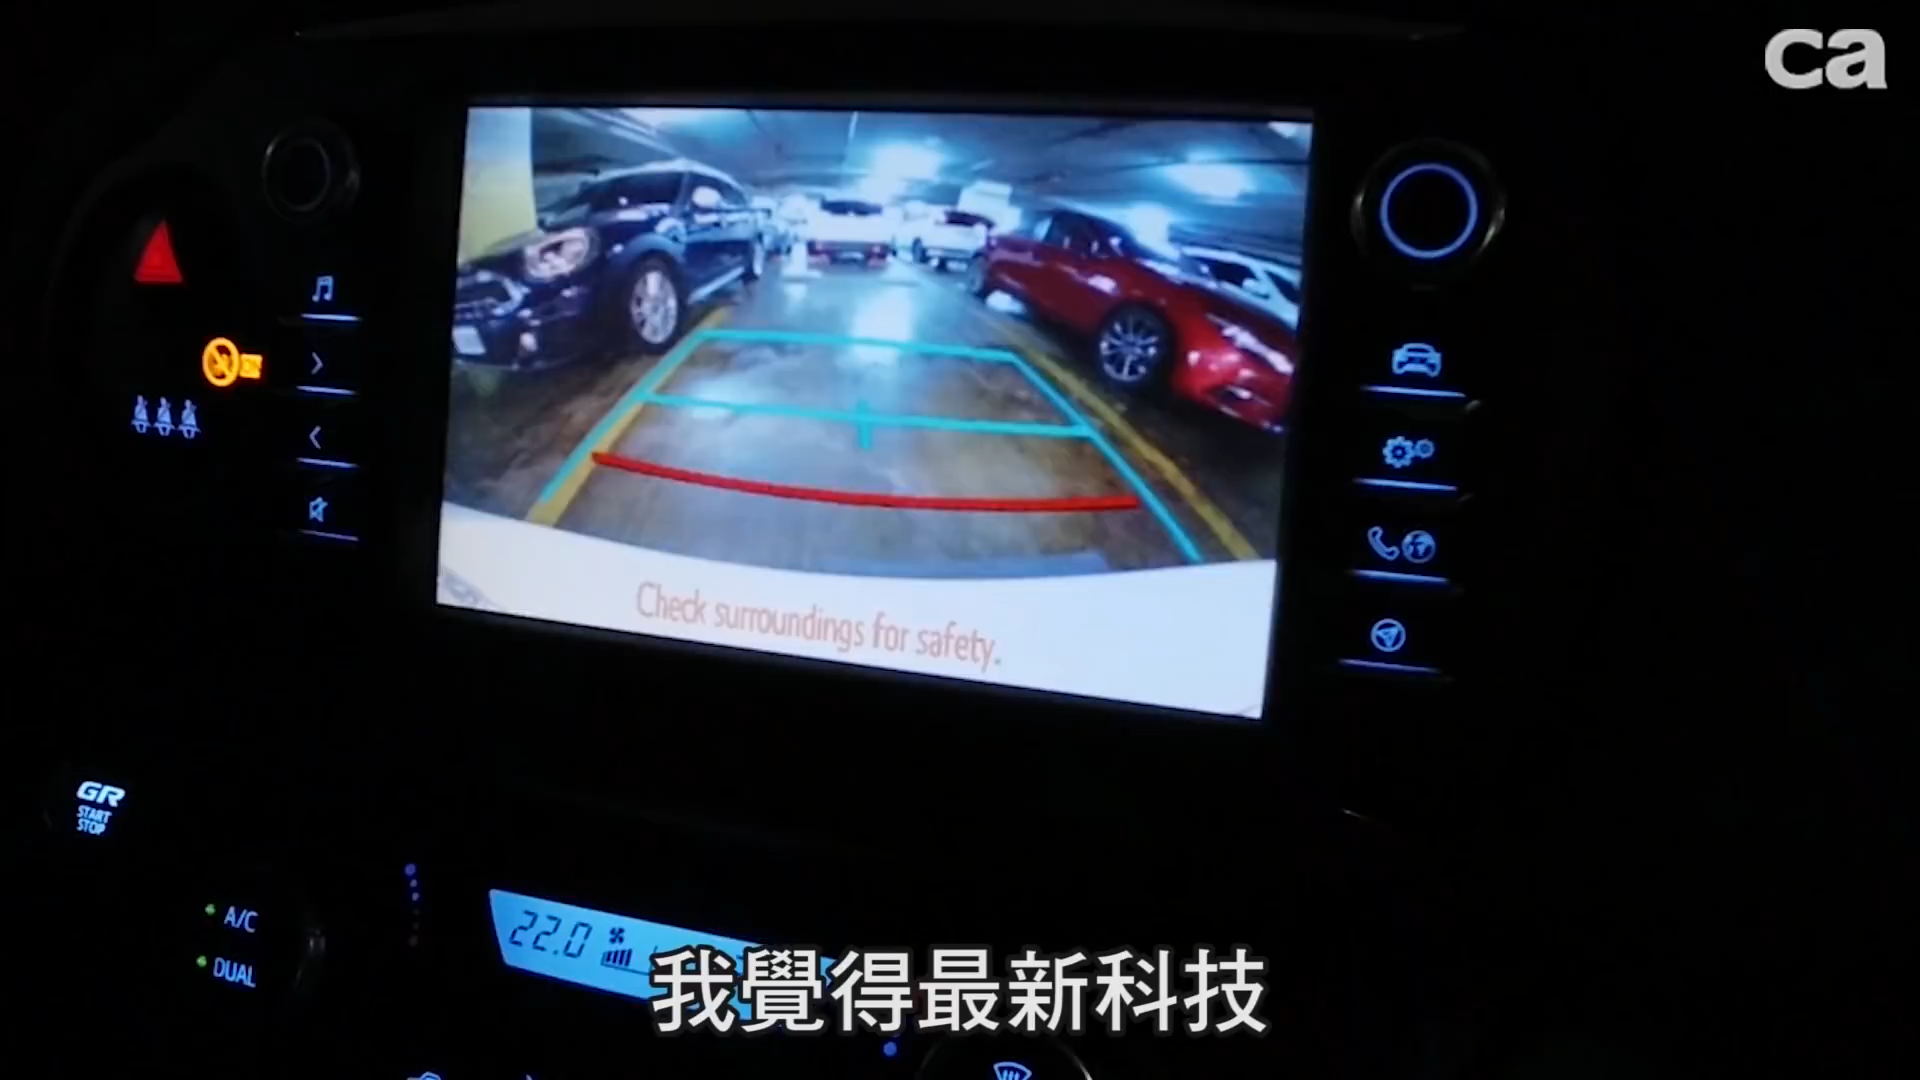 ca
Check surroundings for safety.
GR
START
STOP
A/C
DUAL
22.0
我覺得最新科技